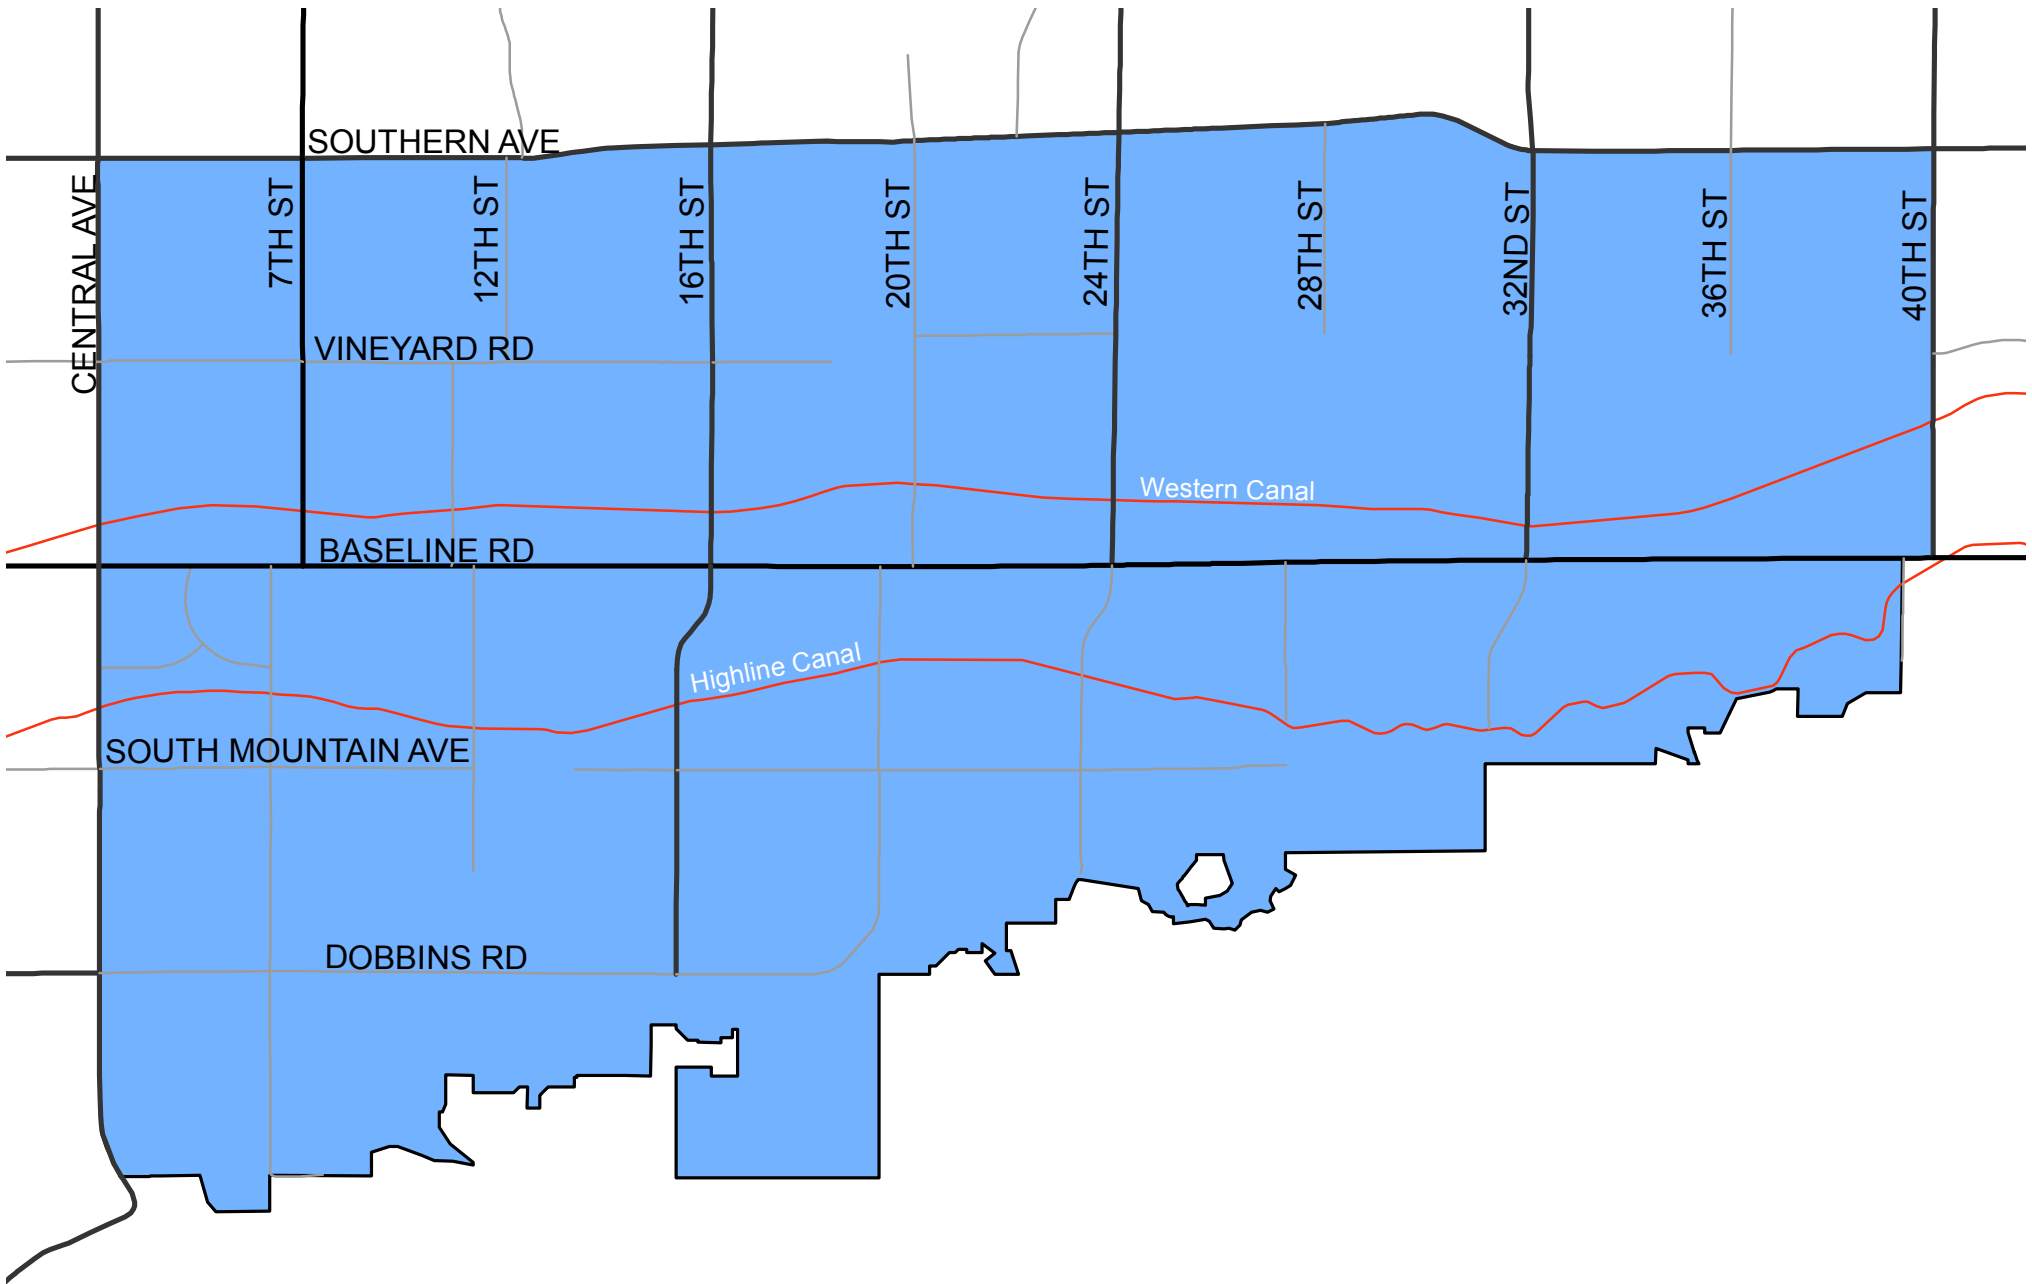 SOUTHERN AVE
CENTRAL AVE
7TH ST
12TH ST
16TH ST
20TH ST
24TH ST
28TH ST
32ND ST
36TH ST
40TH ST
VINEYARD RD
Western Canal
BASELINE RD
Highline Canal
SOUTH MOUNTAIN AVE
DOBBINS RD